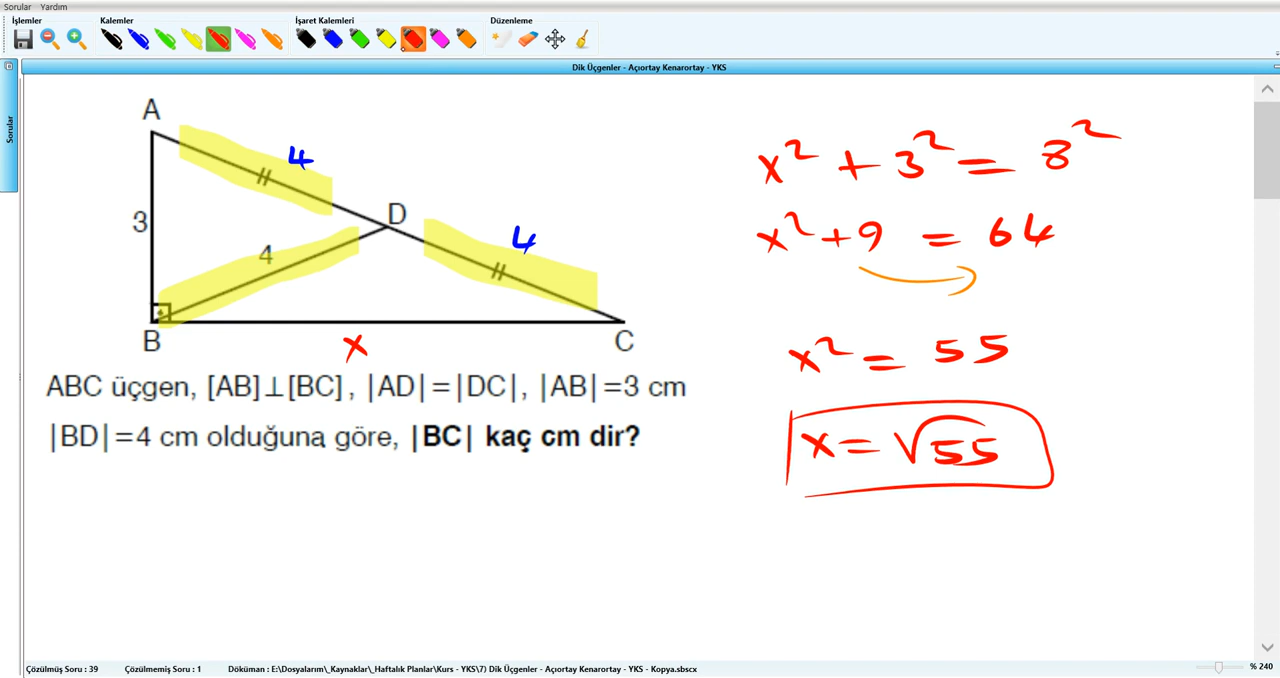 Sorular Yardım
İşlemler Kalemler İşaret Kalemleri Düzenleme
Dik Üçgenler - Açıortay Kenarortay - YKS
Sorular
A
4
3
D
4
4
B
x
C
ABC üçgen, [AB]⊥[BC], |AD|=|DC|, |AB|=3 cm
|BD|=4 cm olduğuna göre, |BC| kaç cm dir?
x² + 3² = 8²
x² + 9 = 64
x² = 55
x = √55
Çözülmüş Soru : 39 Çözülmemiş Soru : 1 Döküman : E:\Dosyalarım\_Kaynaklar\_Haftalık Planlar\Kurs - YKS\7) Dik Üçgenler - Açıortay Kenarortay - YKS - Kopya.sbscx % 240